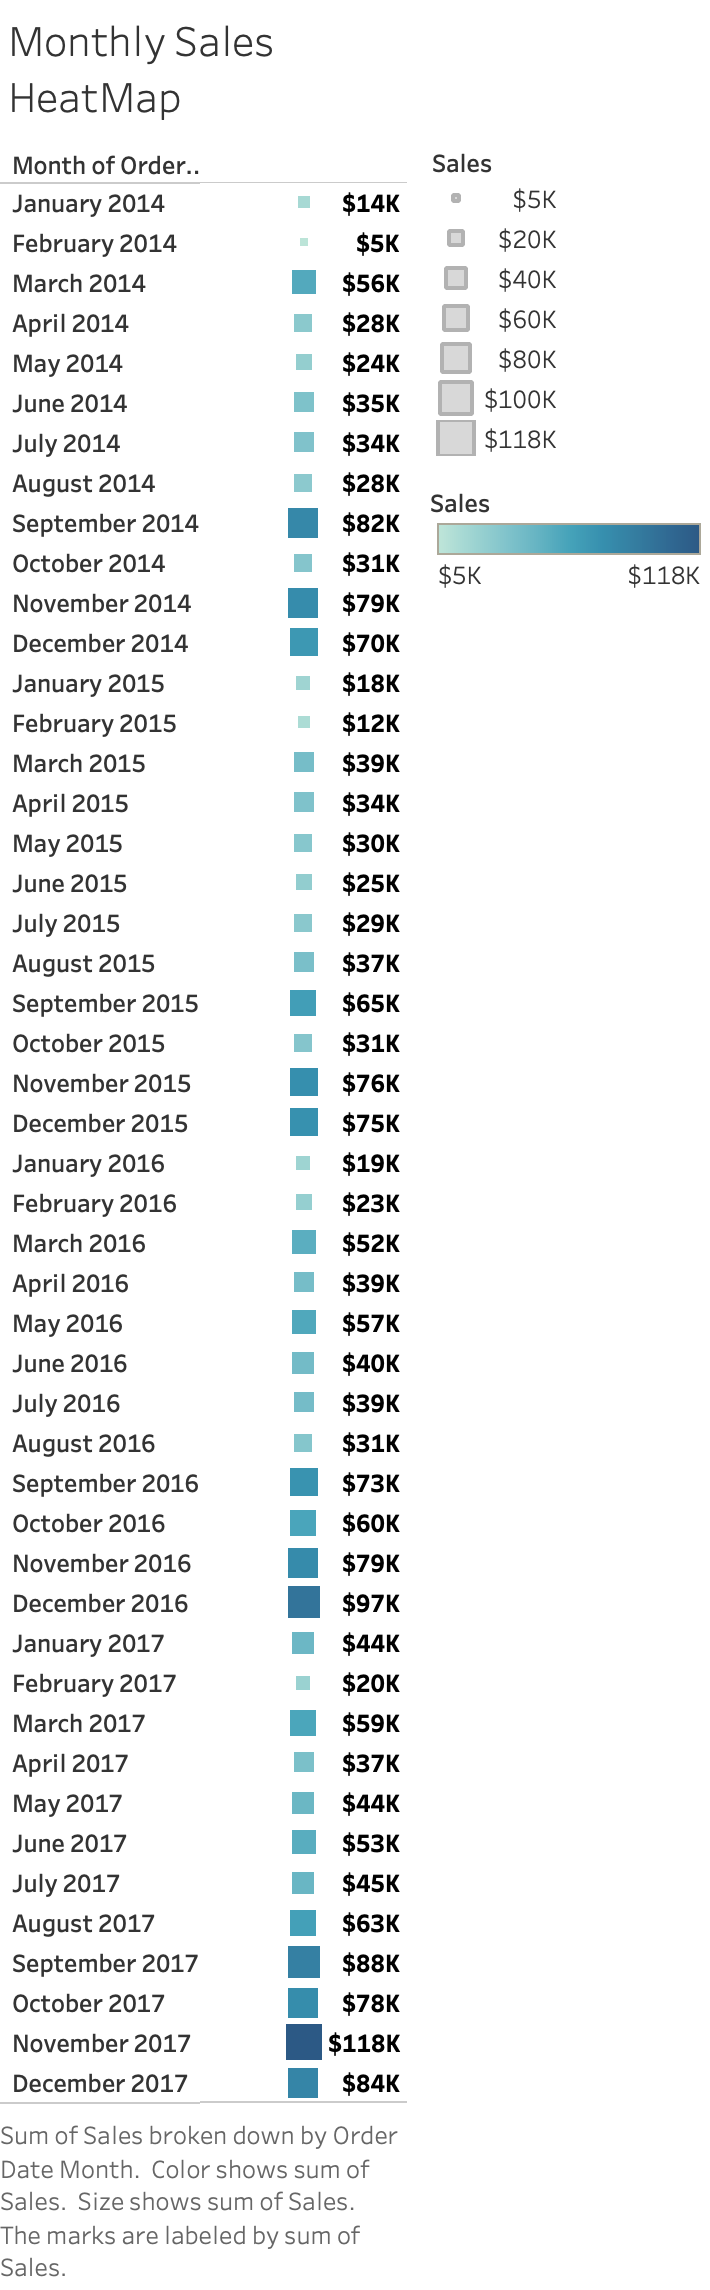 Monthly Sales
HeatMap
Month of Order..
January 2014 $14K
February 2014 $5K
March 2014 $56K
April 2014 $28K
May 2014 $24K
June 2014 $35K
July 2014 $34K
August 2014 $28K
September 2014 $82K
October 2014 $31K
November 2014 $79K
December 2014 $70K
January 2015 $18K
February 2015 $12K
March 2015 $39K
April 2015 $34K
May 2015 $30K
June 2015 $25K
July 2015 $29K
August 2015 $37K
September 2015 $65K
October 2015 $31K
November 2015 $76K
December 2015 $75K
January 2016 $19K
February 2016 $23K
March 2016 $52K
April 2016 $39K
May 2016 $57K
June 2016 $40K
July 2016 $39K
August 2016 $31K
September 2016 $73K
October 2016 $60K
November 2016 $79K
December 2016 $97K
January 2017 $44K
February 2017 $20K
March 2017 $59K
April 2017 $37K
May 2017 $44K
June 2017 $53K
July 2017 $45K
August 2017 $63K
September 2017 $88K
October 2017 $78K
November 2017 $118K
December 2017 $84K
Sales
$5K
$20K
$40K
$60K
$80K
$100K
$118K
Sales
$5K $118K
Sum of Sales broken down by Order
Date Month.  Color shows sum of
Sales.  Size shows sum of Sales.
The marks are labeled by sum of
Sales.